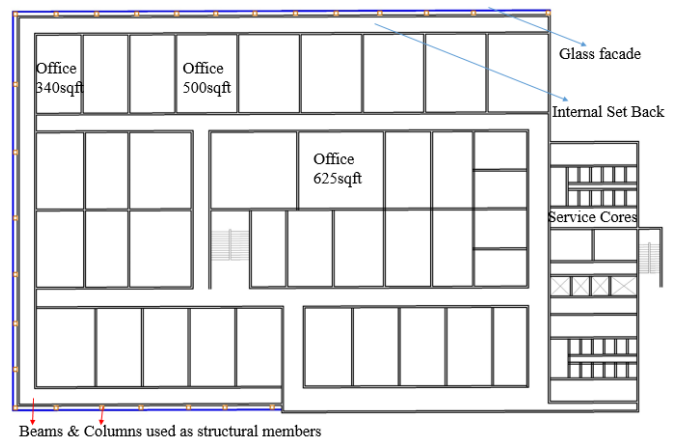 Glass facade
Office
340sqft
Office
500sqft
Internal Set Back
Office
625sqft
Service Cores
Beams & Columns used as structural members